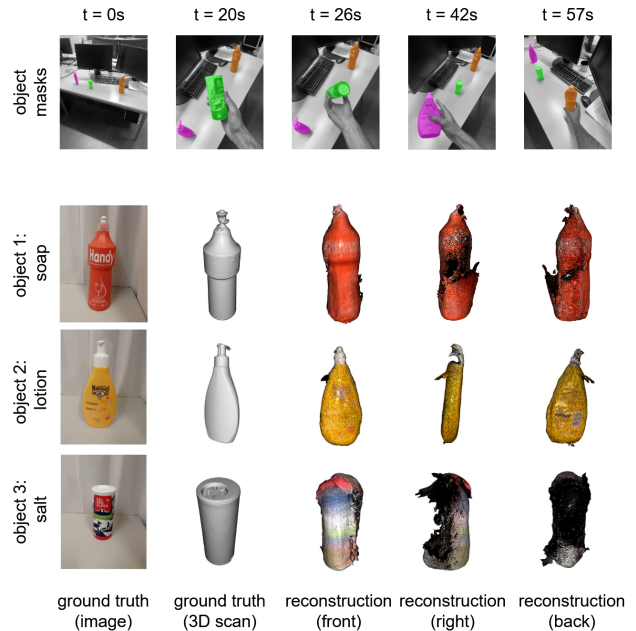 t = 0s
t = 20s
t = 26s
t = 42s
t = 57s
object
masks
object 1:
soap
Handy
object 2:
lotion
object 3:
salt
ground truth
(image)
ground truth
(3D scan)
reconstruction
(front)
reconstruction
(right)
reconstruction
(back)